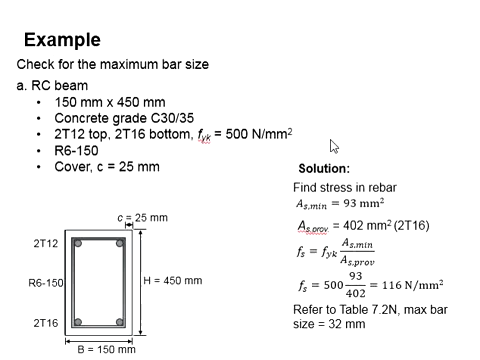 Example
Check for the maximum bar size
a. RC beam
• 150 mm x 450 mm
• Concrete grade C30/35
• 2T12 top, 2T16 bottom, fyk = 500 N/mm²
• R6-150
• Cover, c = 25 mm
Solution:
Find stress in rebar
As,min = 93 mm²
As,prov. = 402 mm² (2T16)
fs = fyk As,min / As,prov
fs = 500 93 / 402 = 116 N/mm²
Refer to Table 7.2N, max bar
size = 32 mm
c = 25 mm
2T12
R6-150
H = 450 mm
2T16
B = 150 mm